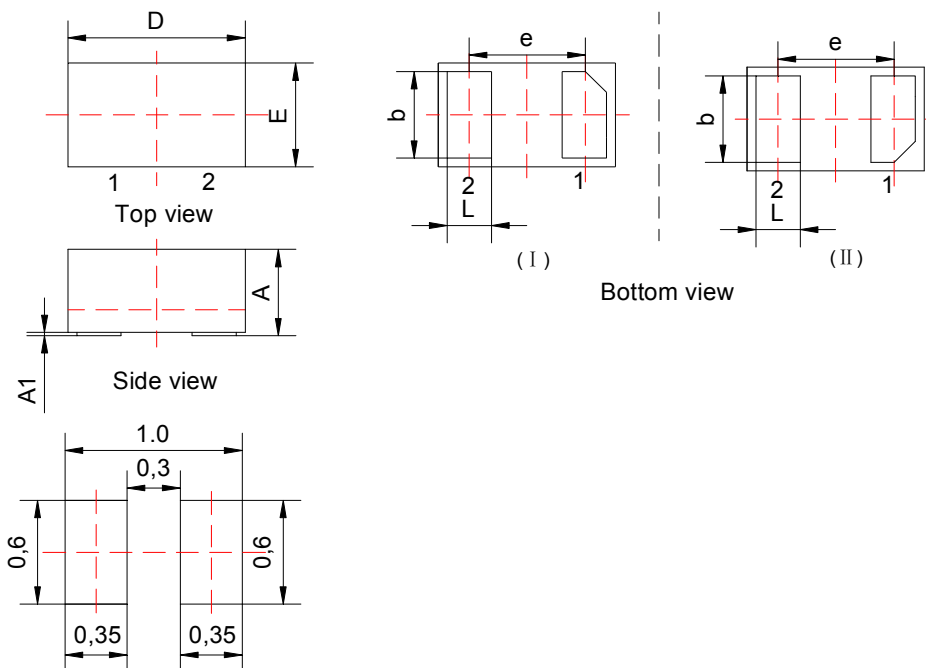 D
E
1 2
Top view
e
b
2 1
L
(Ⅰ)
e
b
2 1
L
(Ⅱ)
Bottom view
A
A1
Side view
1.0
0,3
0,6
0,6
0,35 0,35